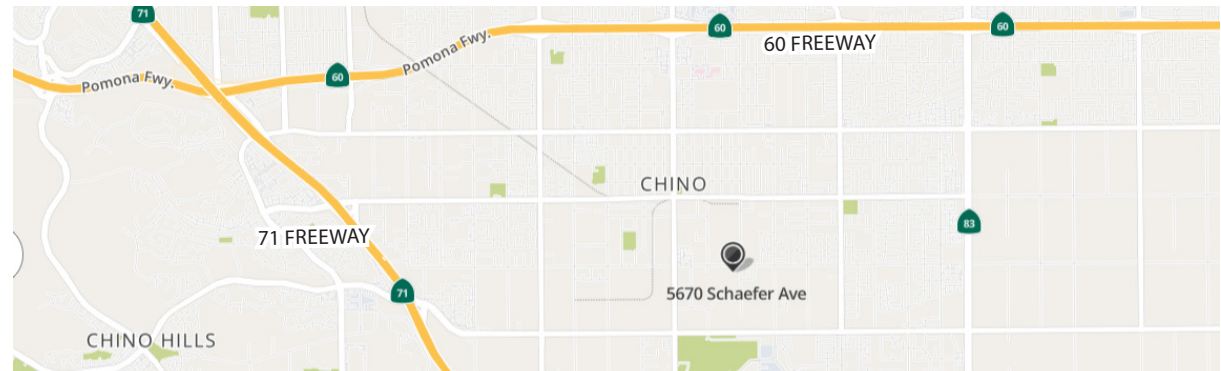 71
60
60
60 FREEWAY
Pomona Fwy.
Pomona Fwy.
60
CHINO
83
71 FREEWAY
5670 Schaefer Ave
71
CHINO HILLS